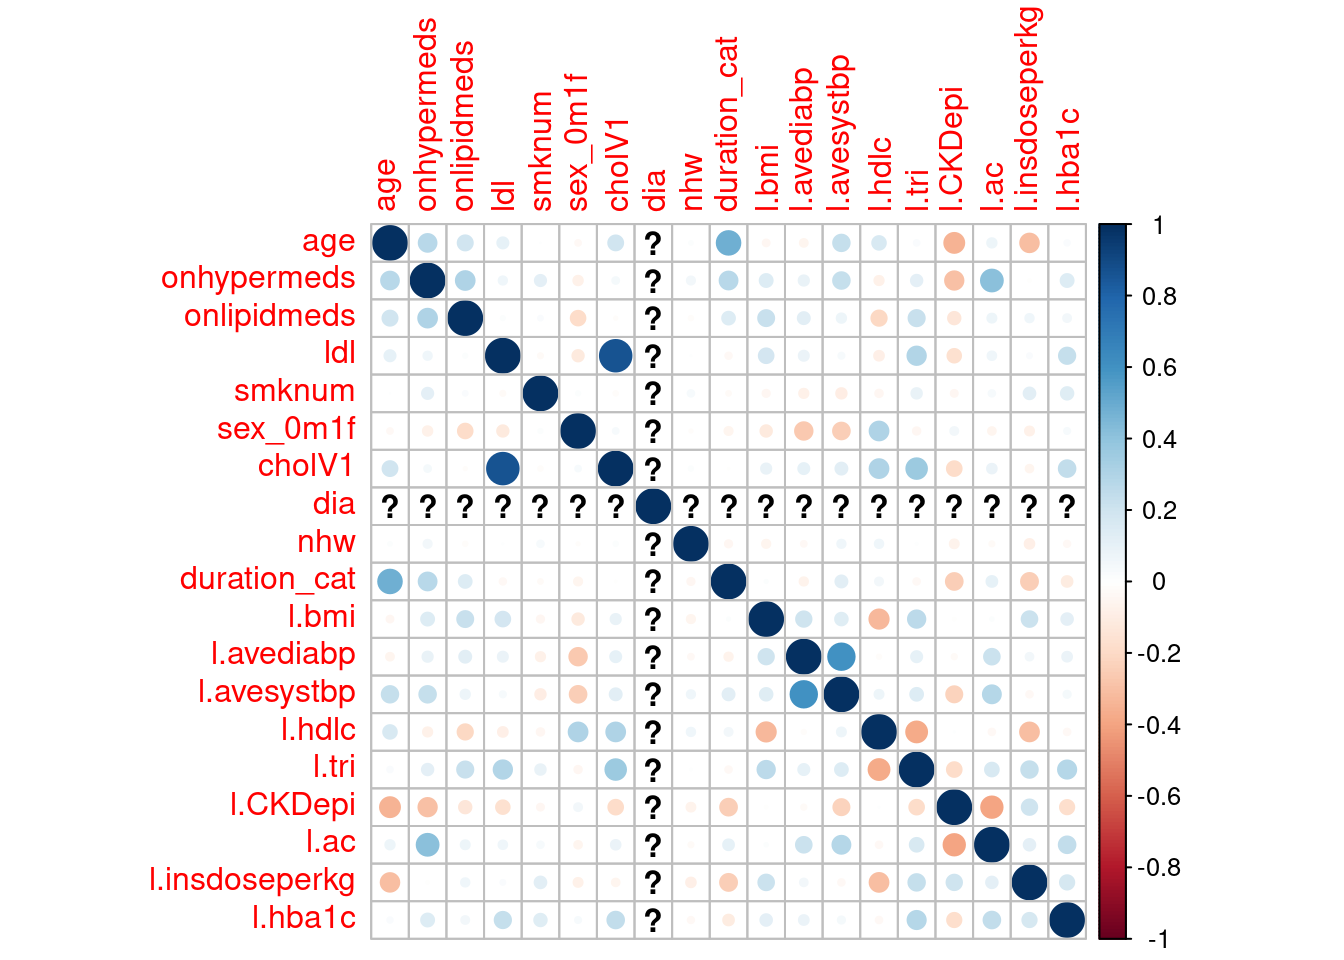 age
onhypermeds
onlipidmeds
ldl
smknum
sex_0m1f
cholV1
dia
nhw
duration_cat
l.bmi
l.avediabp
l.avesystbp
l.hdlc
l.tri
l.CKDepi
l.ac
l.insdoseperkg
l.hba1c
age ?
onhypermeds ?
onlipidmeds ?
ldl ?
smknum ?
sex_0m1f ?
cholV1 ?
dia ? ? ? ? ? ? ? ? ? ? ? ? ? ? ? ? ? ?
nhw ?
duration_cat ?
l.bmi ?
l.avediabp ?
l.avesystbp ?
l.hdlc ?
l.tri ?
l.CKDepi ?
l.ac ?
l.insdoseperkg ?
l.hba1c ?
1
0.8
0.6
0.4
0.2
0
-0.2
-0.4
-0.6
-0.8
-1